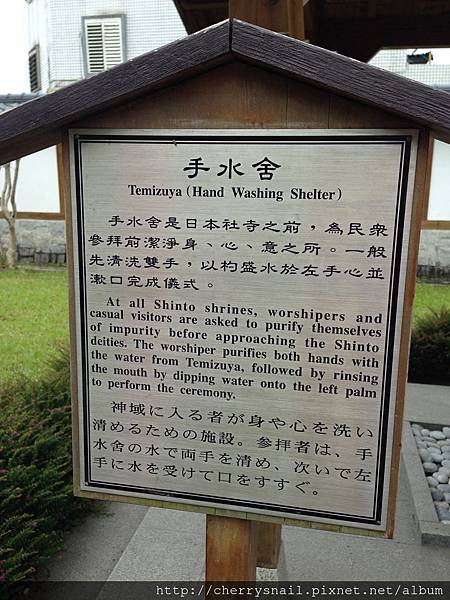 手水舍
Temizuya (Hand Washing Shelter)
手水舍是日本社寺之前，為民眾
參拜前潔淨身、心、意之所。一般
先清洗雙手，以杓盛水於左手心並
漱口完成儀式。
At all Shinto shrines, worshipers and
casual visitors are asked to purify themselves
of impurity before approaching the Shinto
deities. The worshiper purifies both hands with
the water from Temizuya, followed by rinsing
the mouth by dipping water onto the left palm
to perform the ceremony.
神域に入る者が身や心を洗い
清めるための施設。参拝者は、手
水舍の水で両手を清め、次いで左
手に水を受けて口をすすぐ。
http://cherrysnail.pixnet.net/album